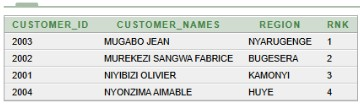 CUSTOMER_ID CUSTOMER_NAMES REGION RNK
2003 MUGABO JEAN NYARUGENGE 1
2002 MUREKEZI SANGWA FABRICE BUGESERA 2
2001 NIYIBIZI OLIVIER KAMONYI 3
2004 NYONZIMA AIMABLE HUYE 4